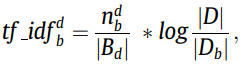 tf_idf_b^d = n_b^d / |B_d| * log |D| / |D_b| ,